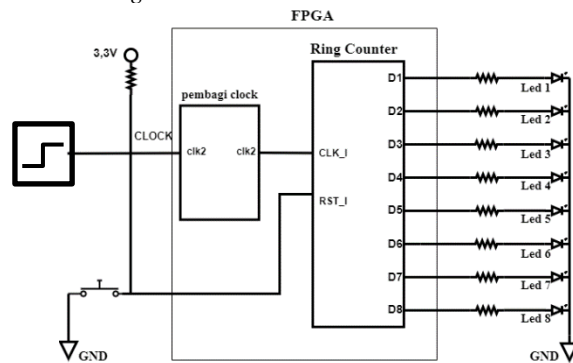 FPGA
3,3V
Ring Counter
pembagi clock
CLOCK
clk2
clk2
CLK_I
RST_I
D1
D2
D3
D4
D5
D6
D7
D8
Led 1
Led 2
Led 3
Led 4
Led 5
Led 6
Led 7
Led 8
GND
GND